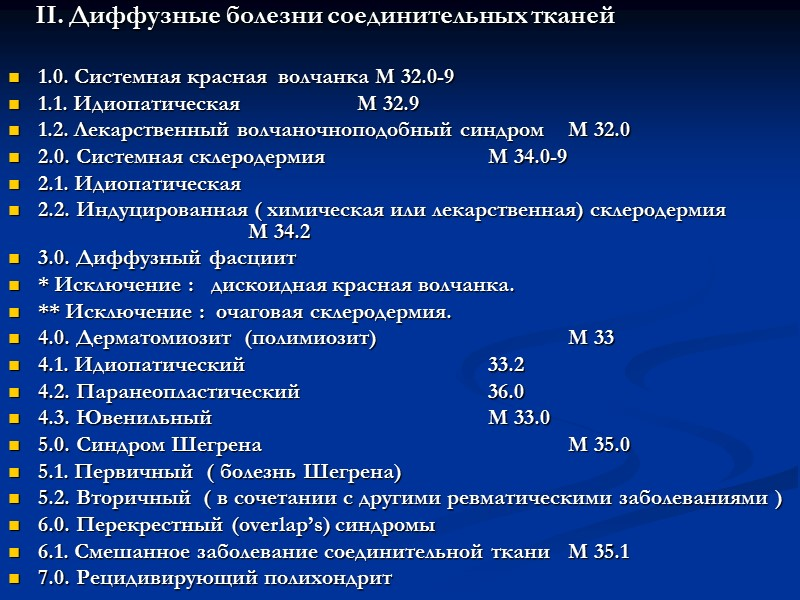 II. Диффузные болезни соединительных тканей
1.0. Системная красная волчанка М 32.0-9
1.1. Идиопатическая М 32.9
1.2. Лекарственный волчаночноподобный синдром М 32.0
2.0. Системная склеродермия М 34.0-9
2.1. Идиопатическая
2.2. Индуцированная ( химическая или лекарственная) склеродермия
М 34.2
3.0. Диффузный фасциит
* Исключение : дискоидная красная волчанка.
** Исключение : очаговая склеродермия.
4.0. Дерматомиозит (полимиозит) М 33
4.1. Идиопатический 33.2
4.2. Паранеопластический 36.0
4.3. Ювенильный М 33.0
5.0. Синдром Шегрена М 35.0
5.1. Первичный ( болезнь Шегрена)
5.2. Вторичный ( в сочетании с другими ревматическими заболеваниями )
6.0. Перекрестный (overlap’s) синдромы
6.1. Смешанное заболевание соединительной ткани М 35.1
7.0. Рецидивирующий полихондрит